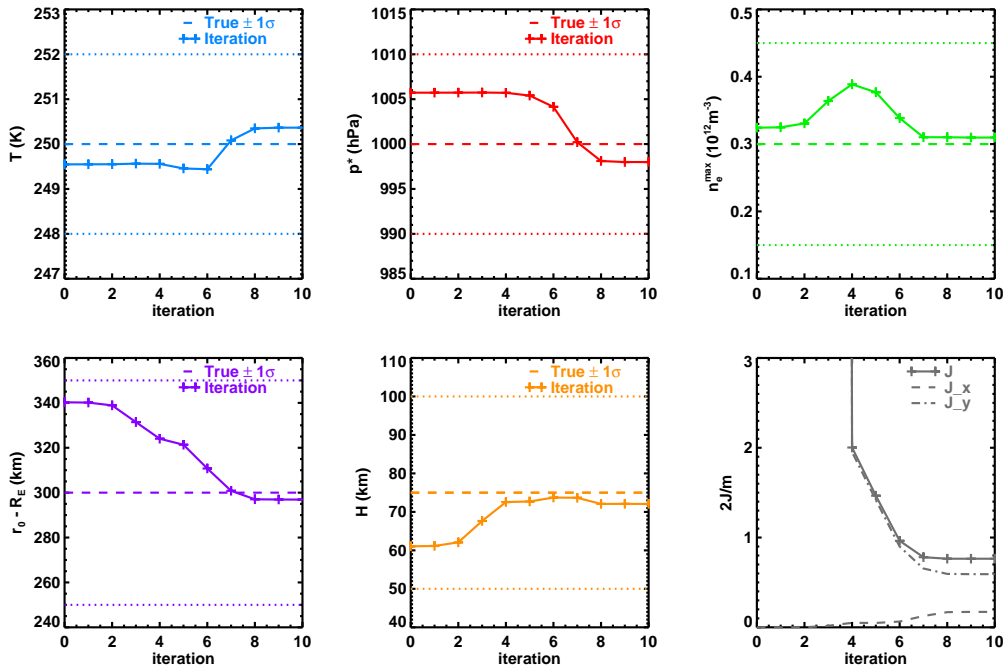 253
252
251
250
249
248
247
T (K)
0 2 4 6 8 10
iteration
True ± 1σ
Iteration
1015
1010
1005
1000
995
990
985
p* (hPa)
0 2 4 6 8 10
iteration
True ± 1σ
Iteration
0.5
0.4
0.3
0.2
0.1
n_e^max (10^12 m^-3)
0 2 4 6 8 10
iteration
360
340
320
300
280
260
240
r_0 - R_E (km)
0 2 4 6 8 10
iteration
True ± 1σ
Iteration
110
100
90
80
70
60
50
40
H (km)
0 2 4 6 8 10
iteration
True ± 1σ
Iteration
3
2
1
0
2J/m
0 2 4 6 8 10
iteration
J
J_x
J_y